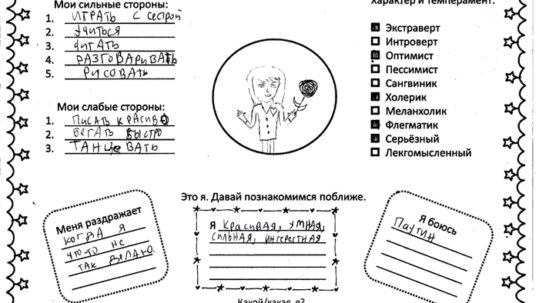 Мои сильные стороны:
1. ИГРАТЬ С СЕСТРОЙ
2. УЧИТЬСЯ
3. ЧИТАТЬ
4. РАЗГОВАРИВАТЬ
5. РИСОВАТЬ
Мои слабые стороны:
1. ПИСАТЬ КРАСИВО
2. БЕГАТЬ БЫСТРО
3. ТАНЦЕВАТЬ
Характер и темперамент:
Экстраверт
Интроверт
Оптимист
Пессимист
Сангвиник
Холерик
Меланхолик
Флегматик
Серьёзный
Легкомысленный
Меня раздражает
КОГДА Я
ЧТО-ТО НЕ
ТАК ДЕЛАЮ
Это я. Давай познакомимся поближе.
Я КРАСИВАЯ, УМНАЯ,
СИЛЬНАЯ, ИНТЕРЕСТНАЯ
Какой/какая я?
Я боюсь
ПАУТИН